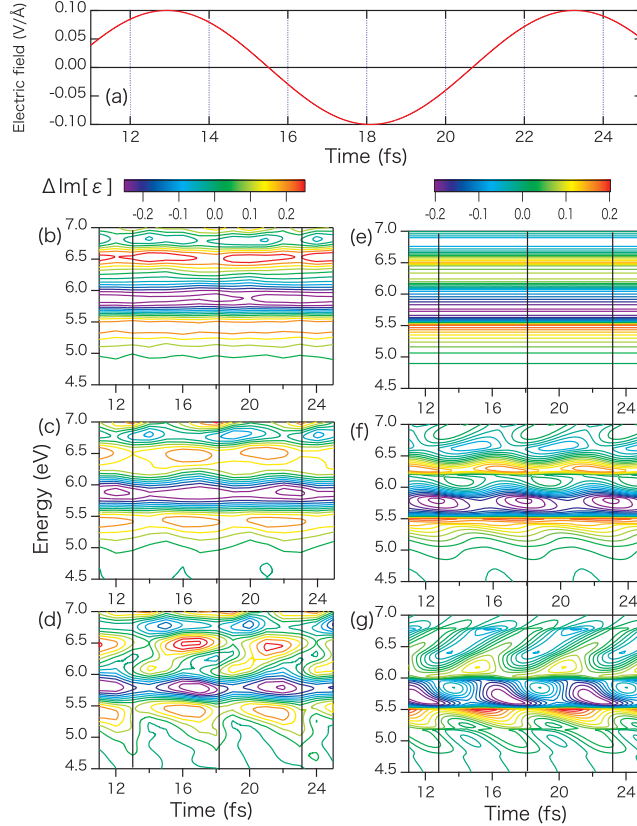 Electric field (V/Å)
0.10
0.05
0.00
-0.05
-0.10
(a)
12 14 16 18 20 22 24
Time (fs)
Δ Im[ε]
-0.2 -0.1 0.0 0.1 0.2
-0.2 -0.1 0.0 0.1 0.2
(b)
7.0
6.5
6.0
5.5
5.0
4.5
12 16 20 24
(e)
7.0
6.5
6.0
5.5
5.0
4.5
12 16 20 24
Energy (eV)
(c)
7.0
6.5
6.0
5.5
5.0
4.5
12 16 20 24
(f)
7.0
6.5
6.0
5.5
5.0
4.5
12 16 20 24
(d)
7.0
6.5
6.0
5.5
5.0
4.5
12 16 20 24
Time (fs)
(g)
7.0
6.5
6.0
5.5
5.0
4.5
12 16 20 24
Time (fs)